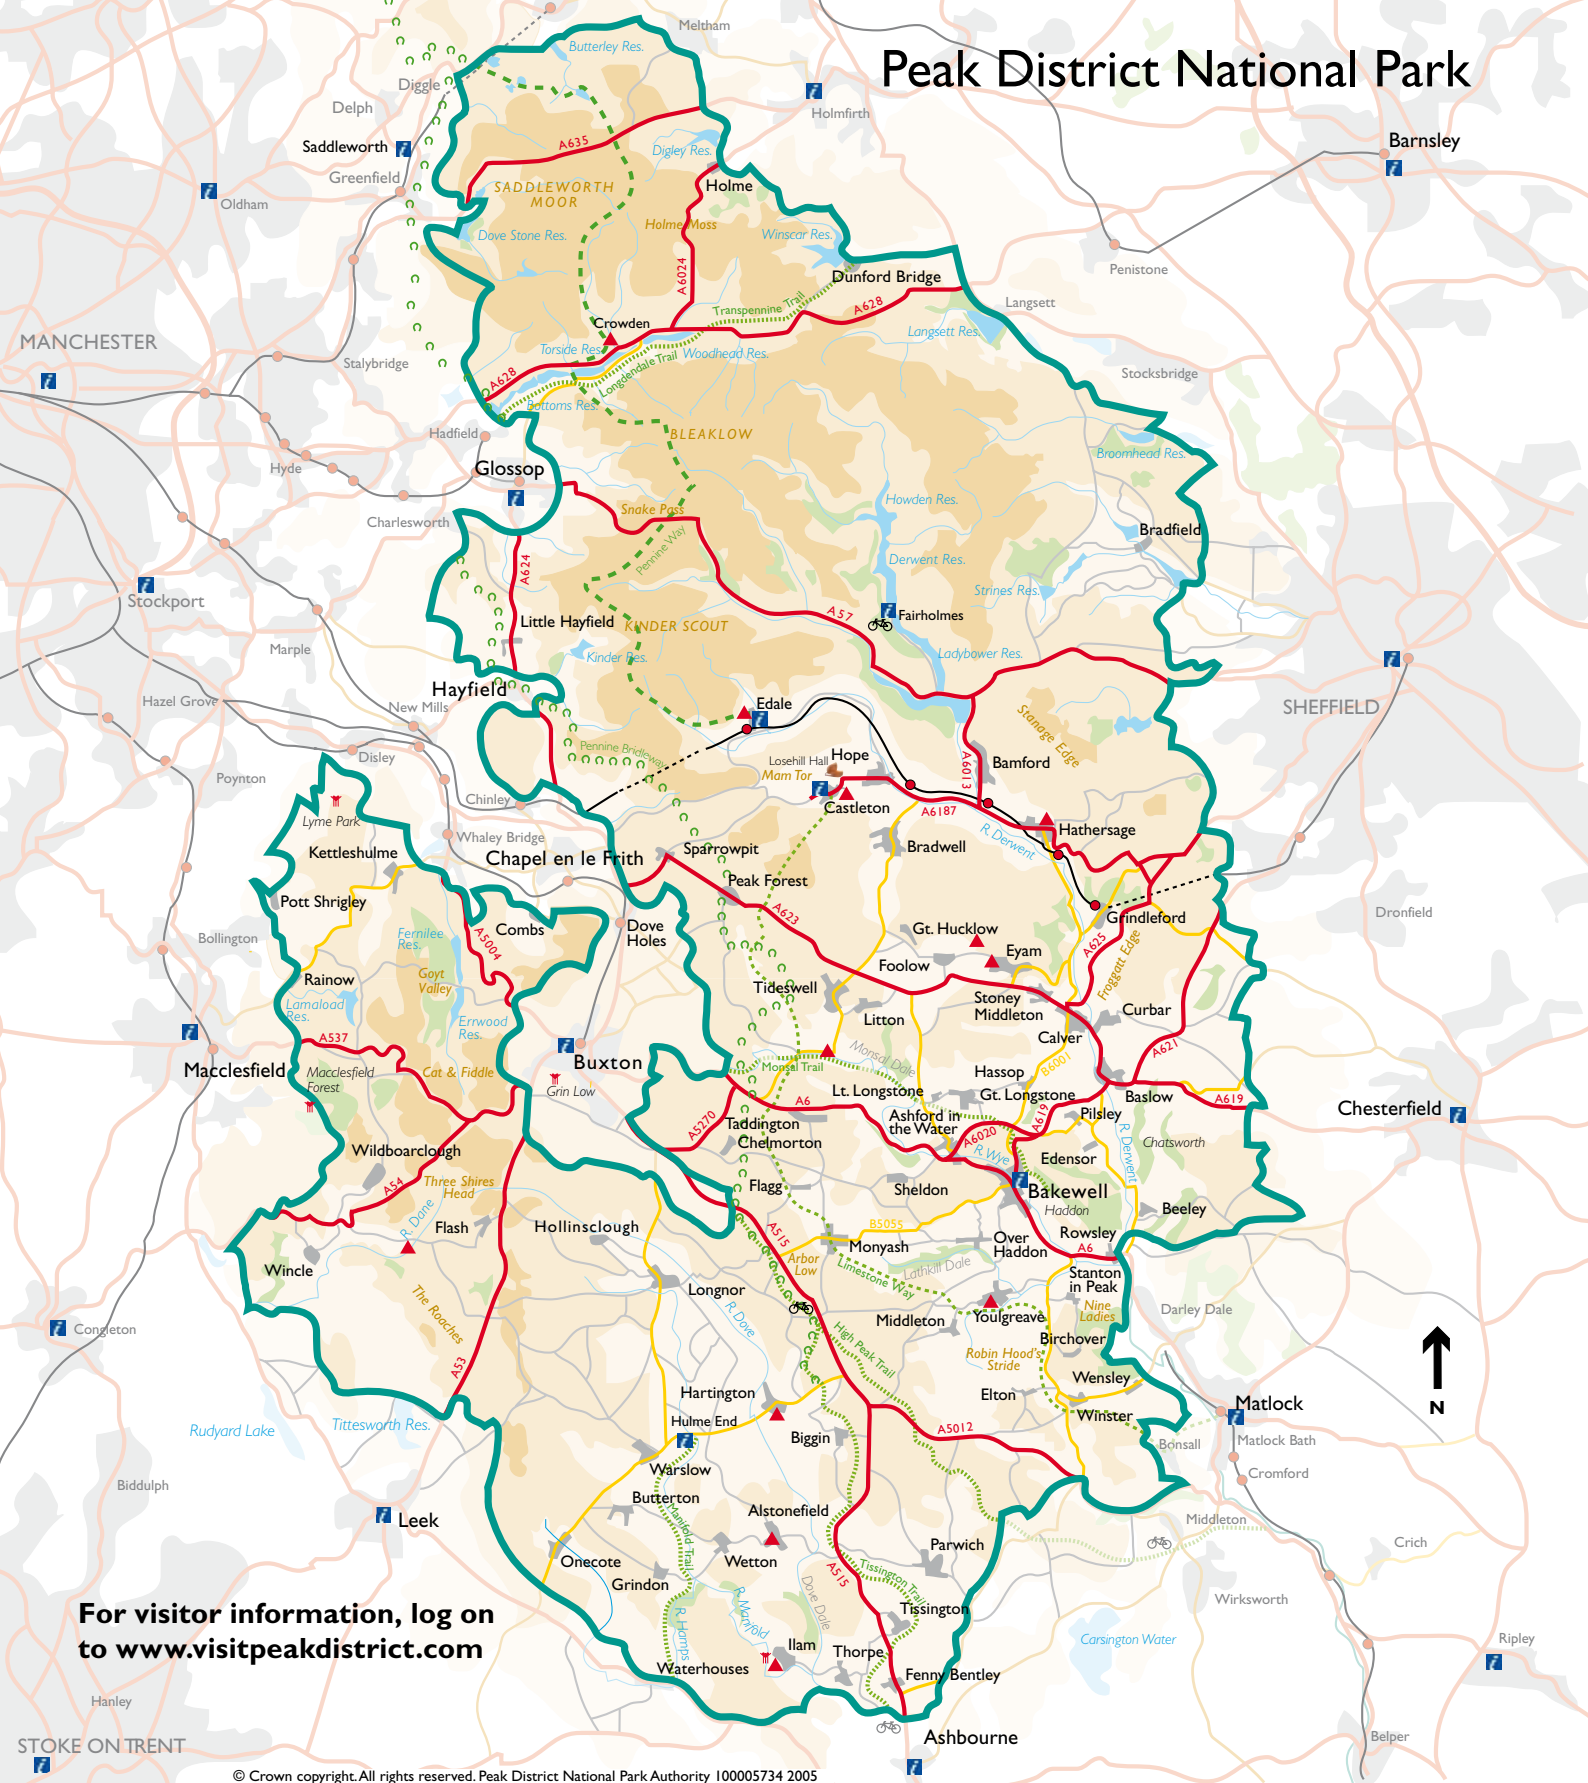 Peak District National Park
Meltham
Butterley Res.
Diggle
Delph
Holmfirth
Saddleworth
A635
Digley Res.
Barnsley
Greenfield
SADDLEWORTH
MOOR
Holme
Oldham
Holme Moss
Dove Stone Res.
Winscar Res.
A6024
Dunford Bridge
Penistone
Transpennine Trail
A628
Langsett
Crowden
Langsett Res.
MANCHESTER
Torside Res.
Woodhead Res.
Stalybridge
Longdendale Trail
A628
Stocksbridge
Bottoms Res.
Hadfield
BLEAKLOW
Broomhead Res.
Hyde
Glossop
Howden Res.
Snake Pass
Charlesworth
Bradfield
Pennine Way
Derwent Res.
A624
Strines Res.
Stockport
A57
Fairholmes
Little Hayfield
KINDER SCOUT
Marple
Kinder Res.
Ladybower Res.
Hayfield
Hazel Grove
New Mills
Edale
SHEFFIELD
Stanage Edge
Disley
Pennine Bridleway
Losehill Hall
Hope
Mam Tor
A6013
Bamford
Poynton
Chinley
Castleton
A6187
Lyme Park
Whaley Bridge
R. Derwent
Hathersage
Kettleshulme
Chapel en le Frith
Sparrowpit
Bradwell
Peak Forest
Pott Shrigley
A623
Combs
Dove
Holes
Grindleford
Dronfield
Bollington
Fernilee
Res.
A5004
Gt. Hucklow
A625
Froggatt Edge
Eyam
Foolow
Rainow
Goyt
Valley
Tideswell
Stoney
Middleton
Lamaload
Res.
Errwood
Res.
Litton
Curbar
A537
Calver
A621
Macclesfield
Macclesfield
Forest
Cat & Fiddle
Buxton
Monsal Dale
Monsal Trail
B6001
Hassop
Grin Low
Lt. Longstone
Gt. Longstone
Baslow
A619
A6
Chesterfield
A5270
Taddington
Ashford in
the Water
A619
Pilsley
Chelmorton
A6020
R. Derwent
Chatsworth
Wildboarclough
R. Wye
Edensor
A54
Three Shires
Head
Flagg
Sheldon
Bakewell
Haddon
Beeley
R. Dane
Flash
Hollinsclough
A515
B5055
Monyash
Over
Haddon
Rowsley
A6
Wincle
Arbor
Low
Lathkill Dale
Limestone Way
Stanton
in Peak
The Roaches
Longnor
R. Dove
Nine
Ladies
Darley Dale
Congleton
High Peak Trail
Middleton
Youlgreave
Birchover
A53
Robin Hood's
Stride
Hartington
Elton
Wensley
Matlock
Rudyard Lake
Tittesworth Res.
Hulme End
Biggin
A5012
Winster
N
Bonsall
Matlock Bath
Warslow
Cromford
Biddulph
Butterton
Alstonefield
Leek
Manifold Trail
Middleton
Parwich
Crich
Onecote
Wetton
A515
Tissington Trail
Grindon
Dove Dale
Wirksworth
For visitor information, log on
to www.visitpeakdistrict.com
R. Manifold
Tissington
R. Hamps
Carsington Water
Ripley
Ilam
Thorpe
Waterhouses
Fenny Bentley
Hanley
STOKE ON TRENT
Ashbourne
Belper
© Crown copyright. All rights reserved. Peak District National Park Authority 100005734 2005